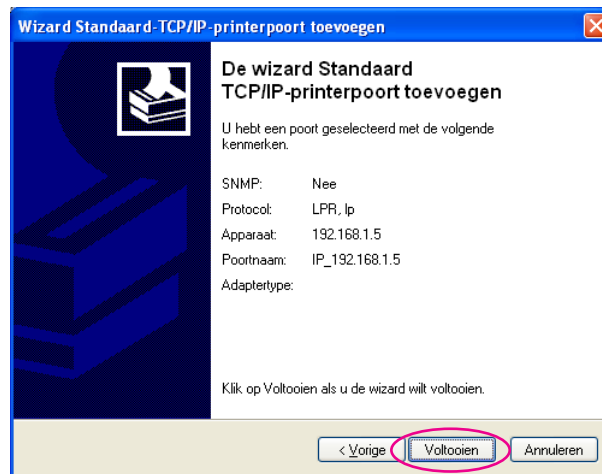 Wizard Standaard-TCP/IP-printerpoort toevoegen
De wizard Standaard
TCP/IP-printerpoort toevoegen
U hebt een poort geselecteerd met de volgende
kenmerken.
SNMP: Nee
Protocol: LPR, lp
Apparaat: 192.168.1.5
Poortnaam: IP_192.168.1.5
Adaptertype:
Klik op Voltooien als u de wizard wilt voltooien.
< Vorige Voltooien Annuleren